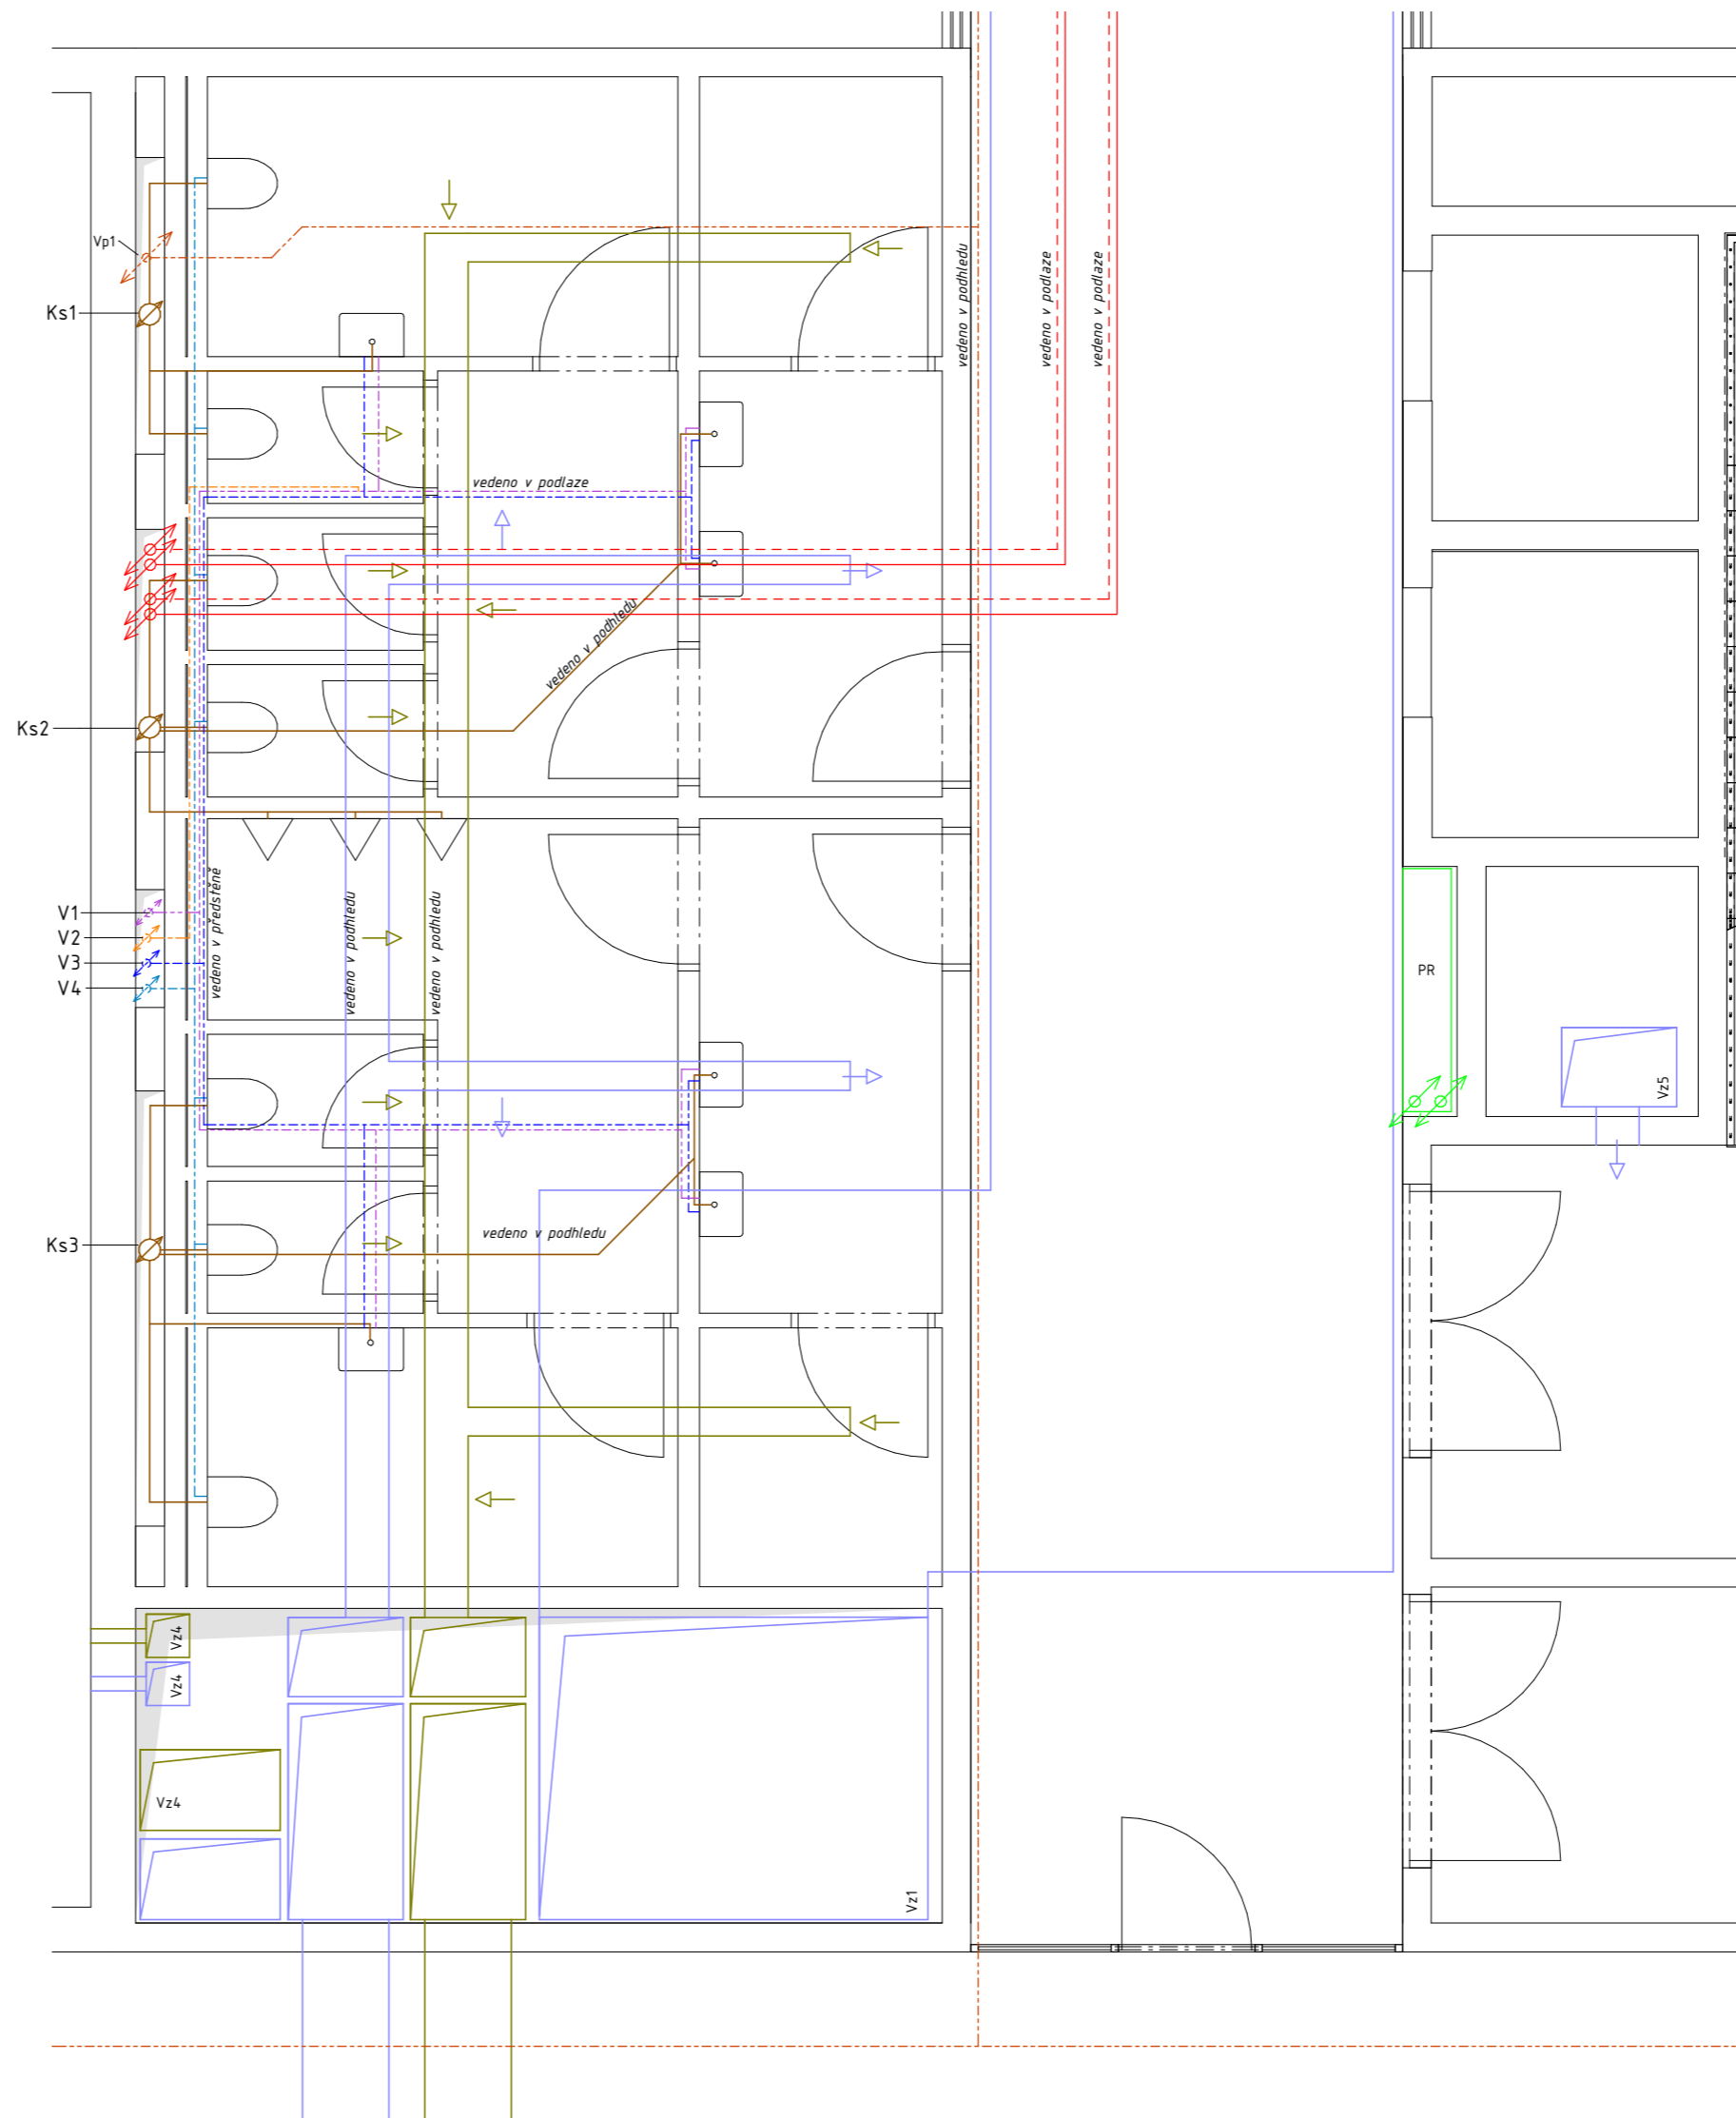 Vp1
Ks1
vedeno v podhledu
vedeno v podlaze
vedeno v podlaze
vedeno v podlaze
vedeno v podhledu
Ks2
V1
V2
V3
V4
vedeno v předstěně
vedeno v podhledu
vedeno v podhledu
PR
Vz5
Ks3
vedeno v podhledu
Vz4
Vz4
Vz4
Vz1